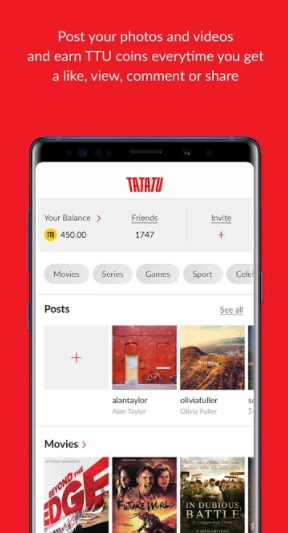 Post your photos and videos
and earn TTU coins everytime you get
a like, view, comment or share
TATATU
Your Balance >
Friends
Invite
TTU 450.00
1747
+
Movies
Series
Games
Sport
Celeb
Posts
See all
+
alantaylor
oliviafuller
Alan Taylor
Olivia Fuller
Movies >
BEYOND THE
EDGE
FUTURE WORLD
IN DUBIOUS
BATTLE